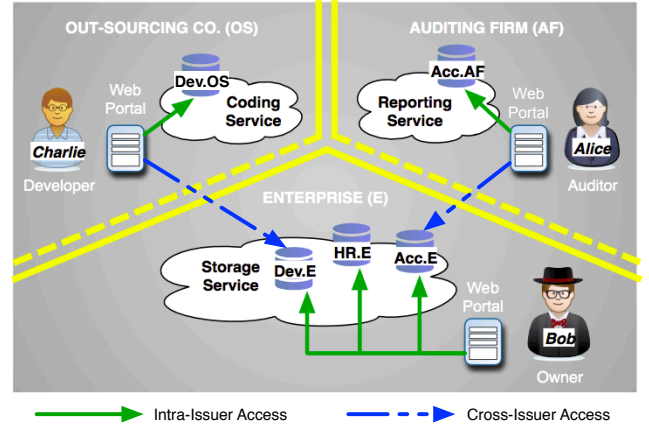 OUT-SOURCING CO. (OS)
AUDITING FIRM (AF)
Dev.OS
Acc.AF
Web
Portal
Coding
Service
Reporting
Service
Web
Portal
Charlie
Alice
Developer
Auditor
ENTERPRISE (E)
Storage
Service
Dev.E
HR.E
Acc.E
Web
Portal
Bob
Owner
Intra-Issuer Access
Cross-Issuer Access